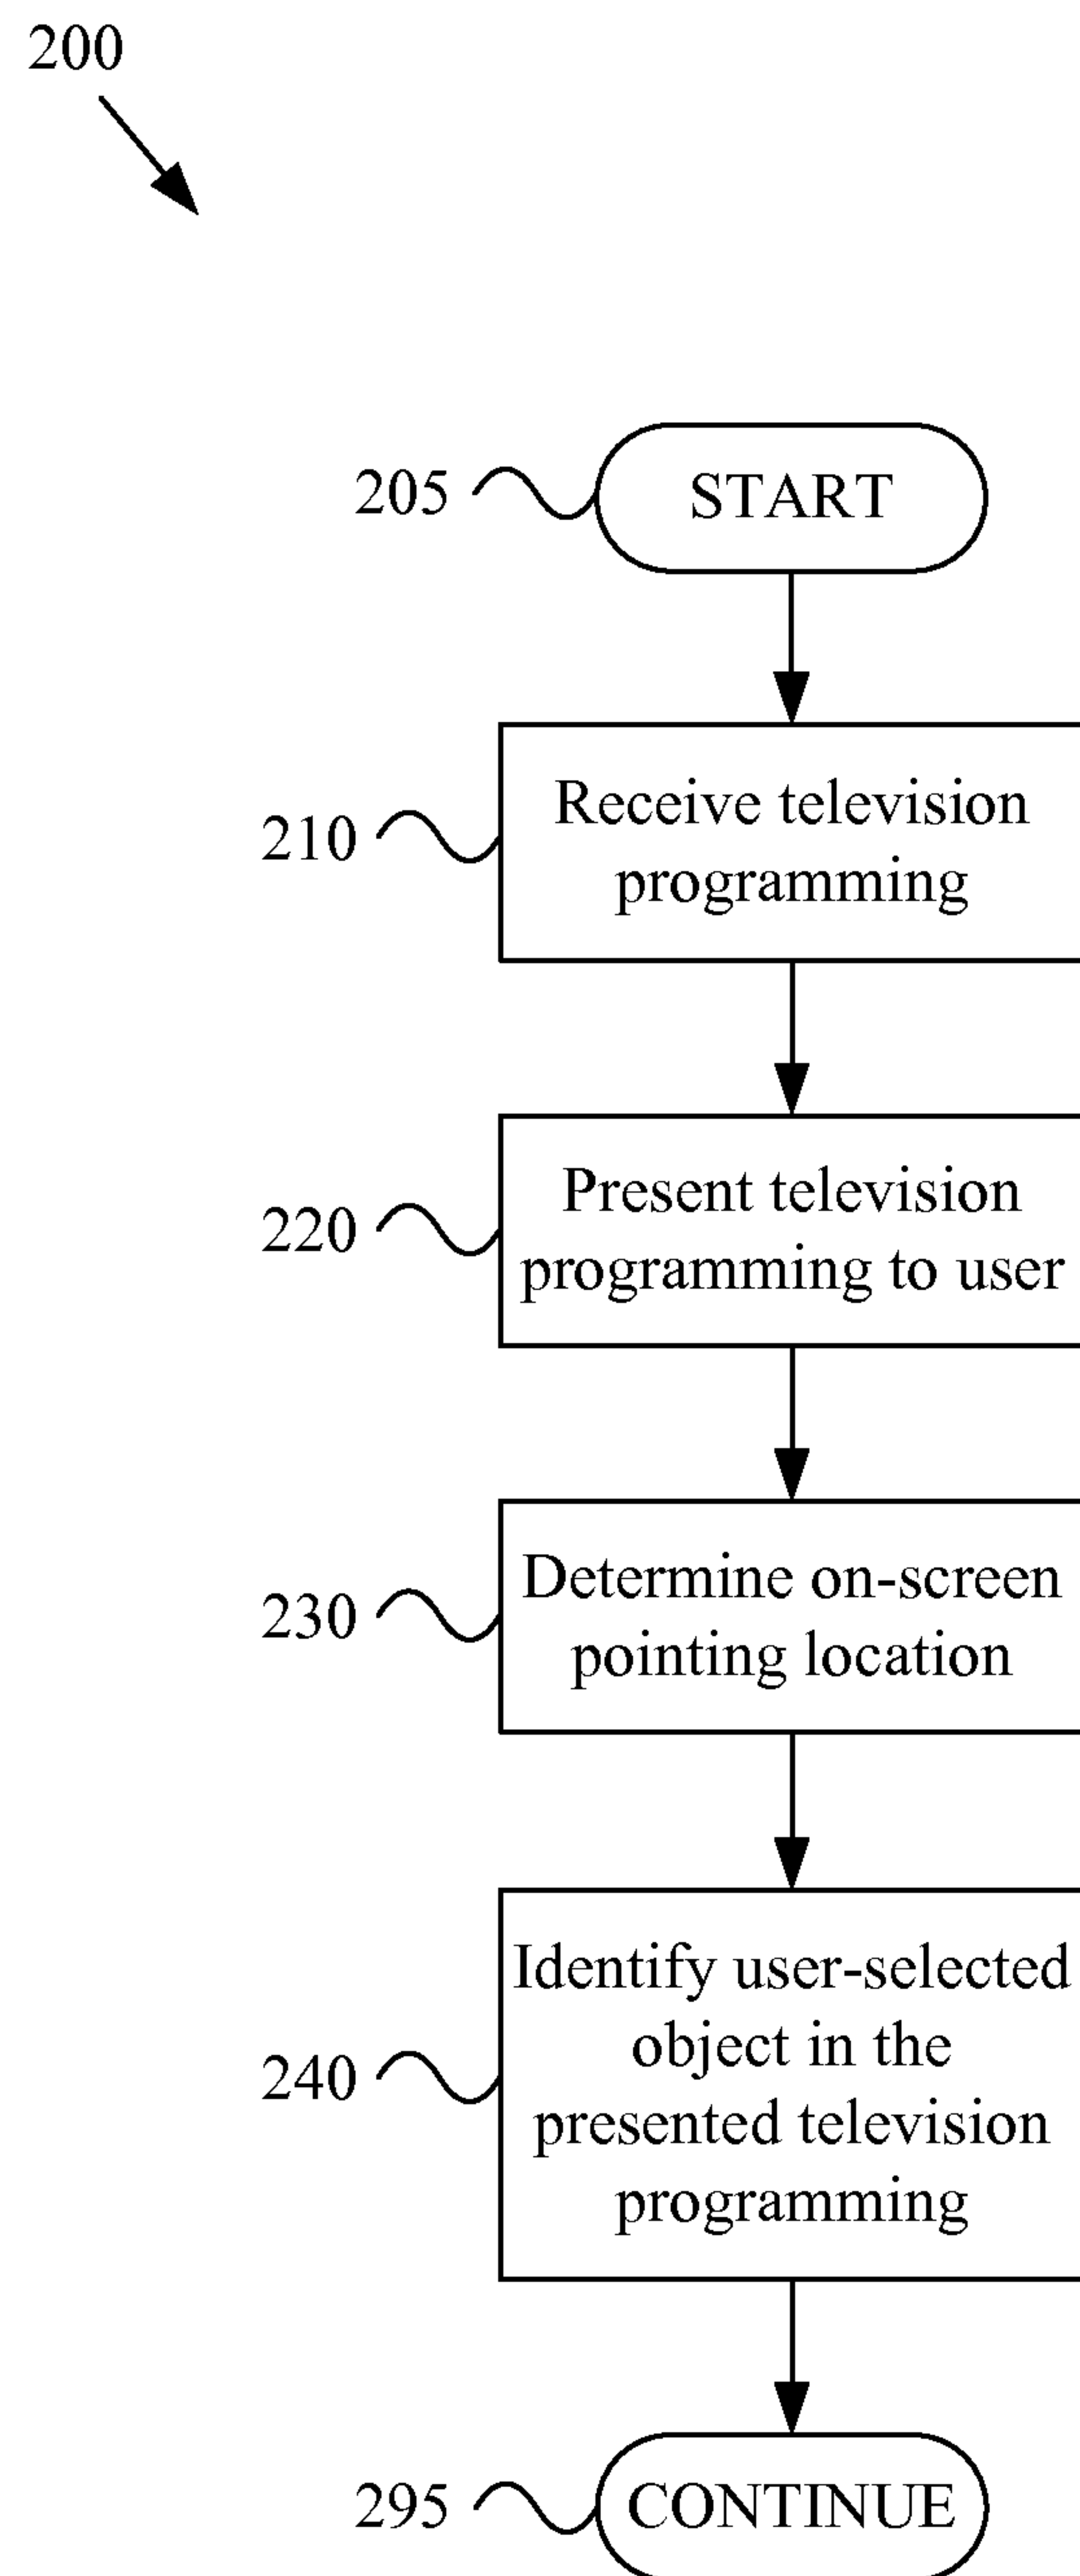 200
205
START
210
Receive television
programming
220
Present television
programming to user
230
Determine on-screen
pointing location
240
Identify user-selected
object in the
presented television
programming
295
CONTINUE